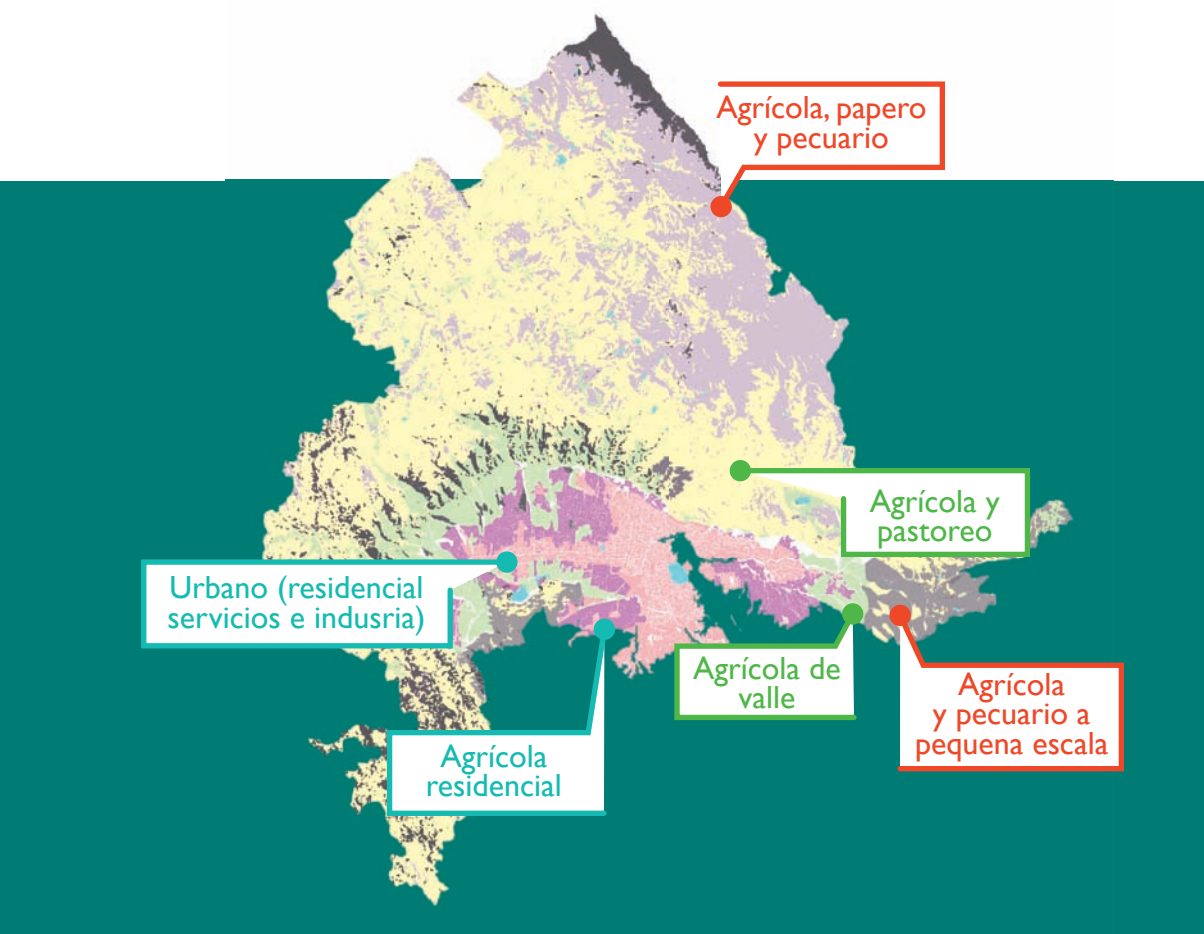 Agrícola, papero
y pecuario
Agrícola y
pastoreo
Urbano (residencial
servicios e indusria)
Agrícola de
valle
Agrícola
y pecuario a
pequena escala
Agrícola
residencial